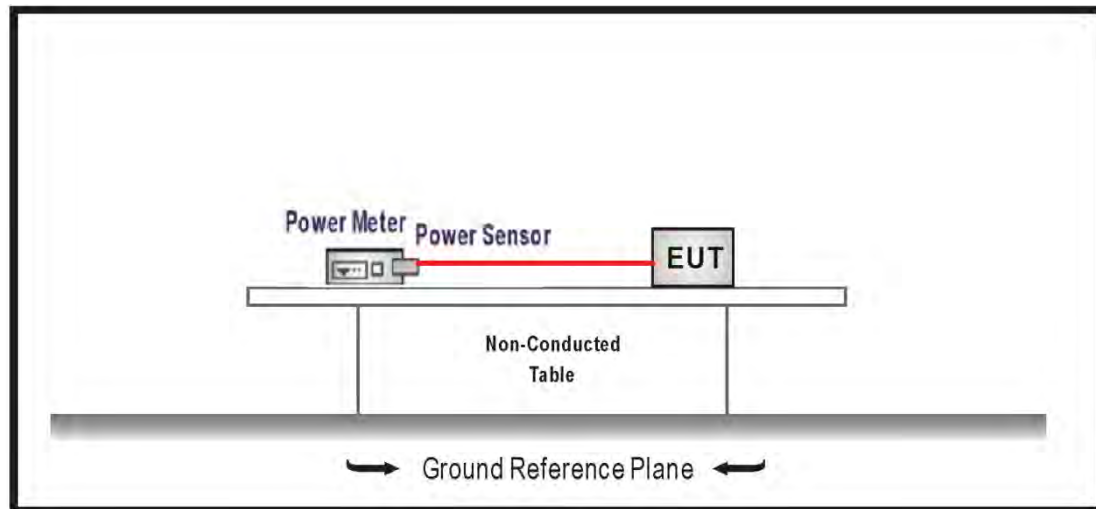 Power Meter
Power Sensor
EUT
Non-Conducted
Table
Ground Reference Plane